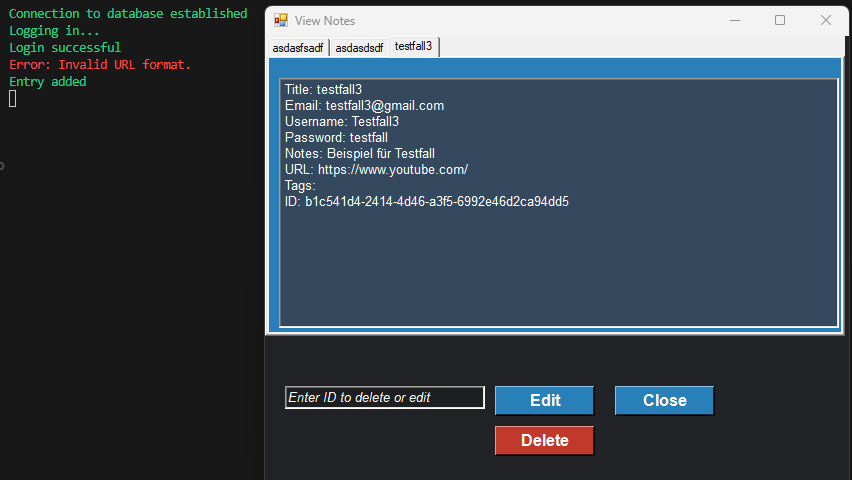 Connection to database established
Logging in...
Login successful
Error: Invalid URL format.
Entry added
View Notes
asdasfsadf
asdasdsdf
testfall3
Title: testfall3
Email: testfall3@gmail.com
Username: Testfall3
Password: testfall
Notes: Beispiel für Testfall
URL: https://www.youtube.com/
Tags:
ID: b1c541d4-2414-4d46-a3f5-6992e46d2ca94dd5
Enter ID to delete or edit
Edit
Close
Delete